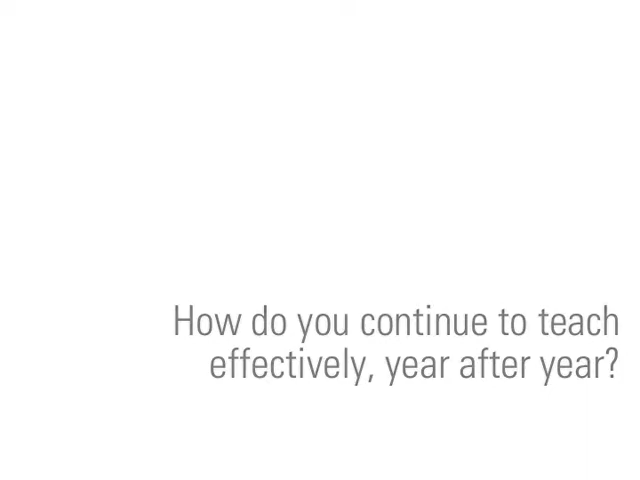 How do you continue to teach
effectively, year after year?